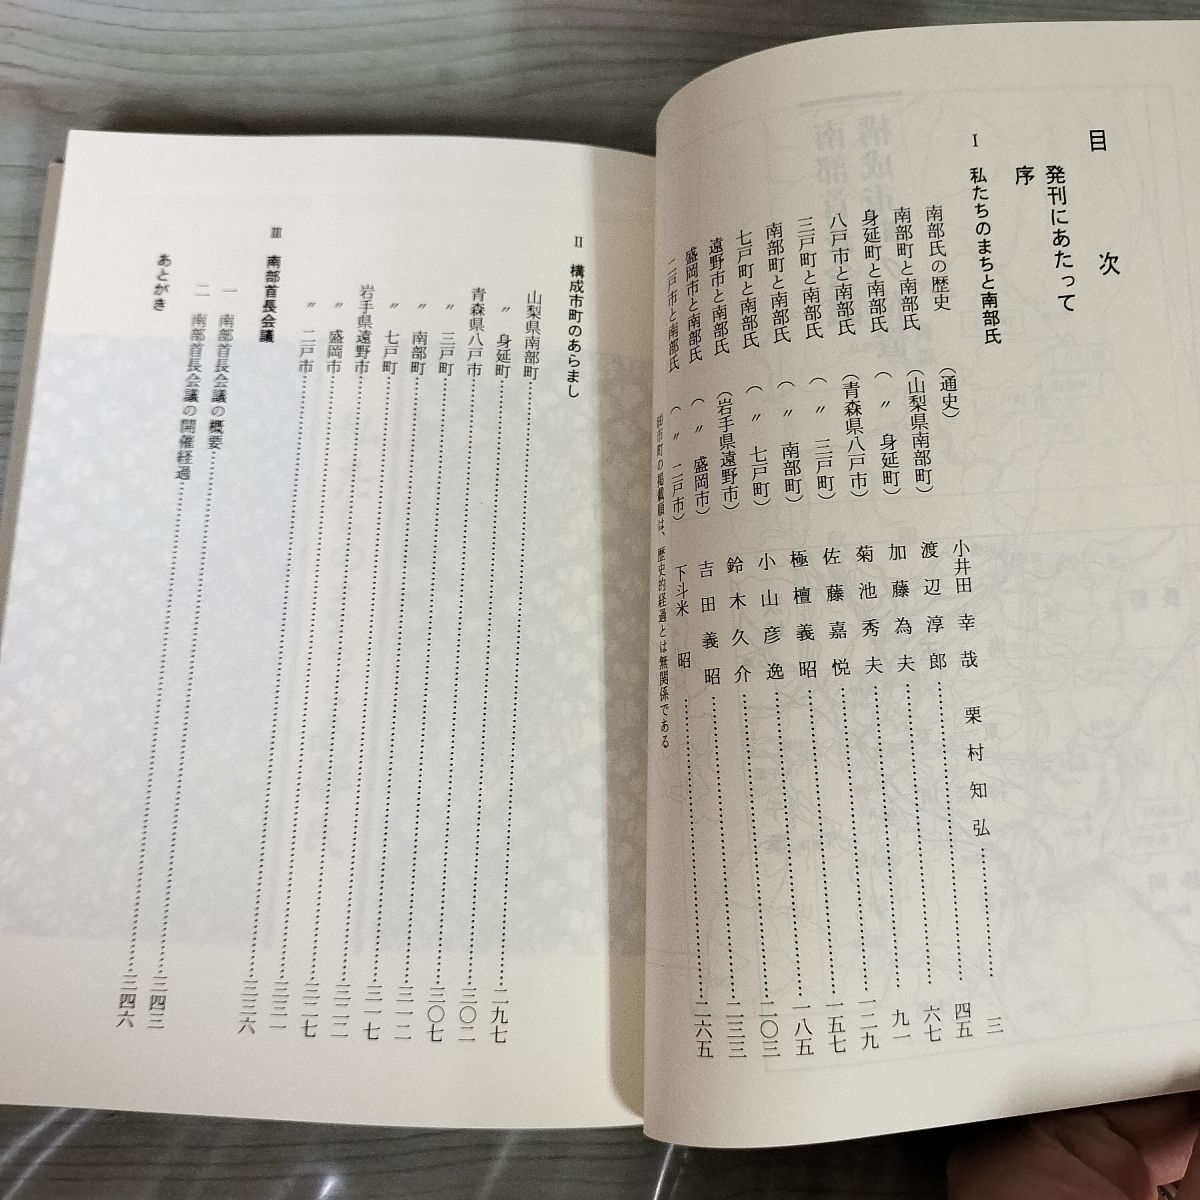 目次
発刊にあたって
序
Ⅰ 私たちのまちと南部氏
南部氏の歴史 (通史) 小井田幸哉 栗村知弘 ………三
南部町と南部氏 (山梨県南部町) 渡辺淳郎 ………四五
身延町と南部氏 (〃 身延町) 加藤為夫 ………六七
八戸市と南部氏 (青森県八戸市) 菊池秀夫 ………九一
三戸町と南部氏 (〃 三戸町) 佐藤嘉悦 ………一二九
南部町と南部氏 (〃 南部町) 極檀義昭 ………一五七
七戸町と南部氏 (〃 七戸町) 小山彦逸 ………一八五
遠野市と南部氏 (岩手県遠野市) 鈴木久介 ………二〇三
盛岡市と南部氏 (〃 盛岡市) 吉田義昭 ………二三三
二戸市と南部氏 (〃 二戸市) 下斗米昭 ………二六五
市町の掲載順は、歴史的経過とは無関係である
Ⅱ 構成市町のあらまし
山梨県南部町………二九七
〃 身延町………三〇二
青森県八戸市………三〇七
〃 三戸町………三一二
〃 南部町………三一七
〃 七戸町………三二二
岩手県遠野市………三二七
〃 盛岡市………三三一
〃 二戸市………三三六
Ⅲ 南部首長会議
一 南部首長会議の概要………三四三
二 南部首長会議の開催経過………三四六
あとがき